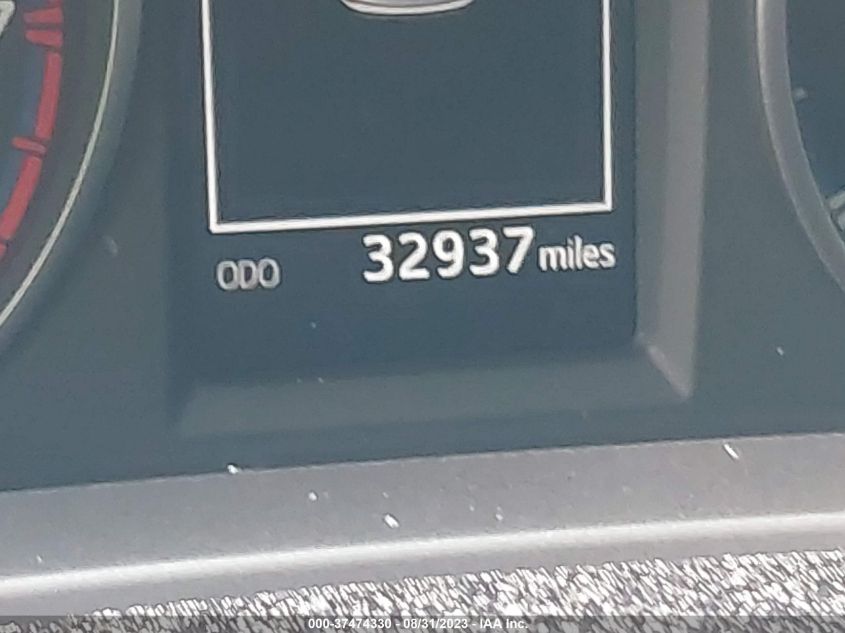 ODO 32937 miles
000-37474330 - 08/31/2023 - IAA Inc.